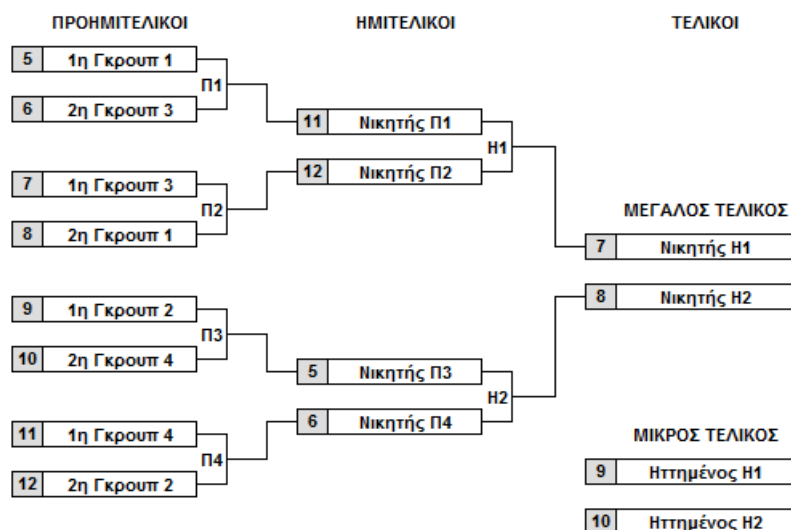 ΠΡΟΗΜΙΤΕΛΙΚΟΙ
ΗΜΙΤΕΛΙΚΟΙ
ΤΕΛΙΚΟΙ
5 1η Γκρουπ 1
Π1
6 2η Γκρουπ 3
11 Νικητής Π1
Η1
12 Νικητής Π2
7 1η Γκρουπ 3
Π2
8 2η Γκρουπ 1
ΜΕΓΑΛΟΣ ΤΕΛΙΚΟΣ
7 Νικητής Η1
8 Νικητής Η2
9 1η Γκρουπ 2
Π3
10 2η Γκρουπ 4
5 Νικητής Π3
Η2
6 Νικητής Π4
11 1η Γκρουπ 4
Π4
12 2η Γκρουπ 2
ΜΙΚΡΟΣ ΤΕΛΙΚΟΣ
9 Ηττημένος Η1
10 Ηττημένος Η2